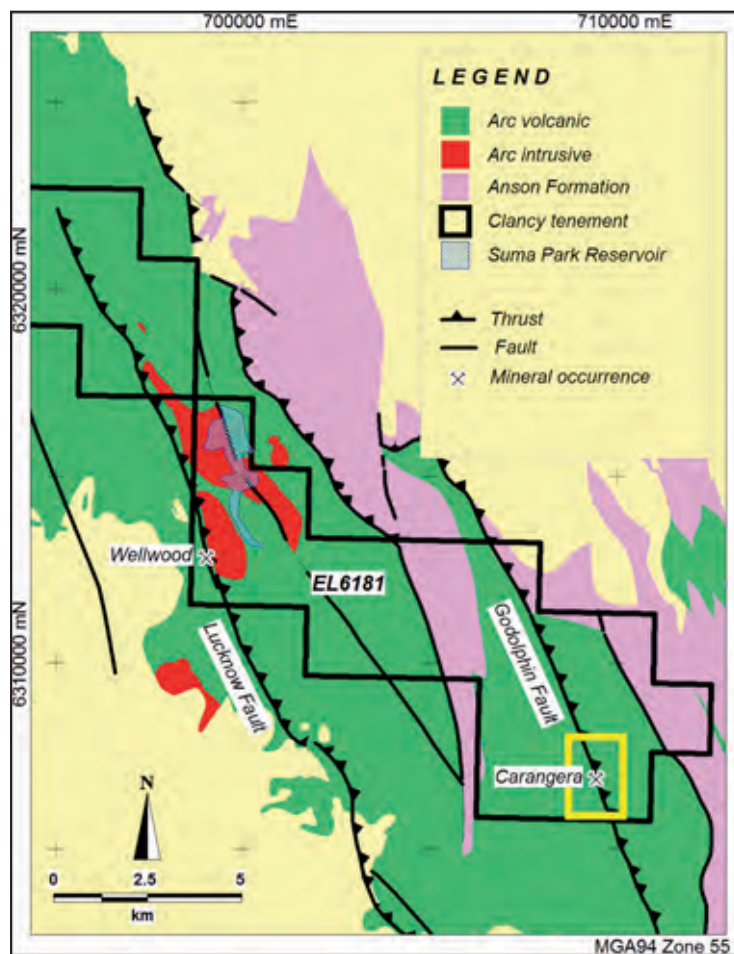 700000 mE
710000 mE
LEGEND
Arc volcanic
Arc intrusive
Anson Formation
Clancy tenement
Suma Park Reservoir
Thrust
Fault
Mineral occurrence
6320000 mN
Wellwood
EL6181
6310000 mN
Lucknow Fault
Godolphin Fault
Carangera
N
0 2.5 5
km
MGA94 Zone 55